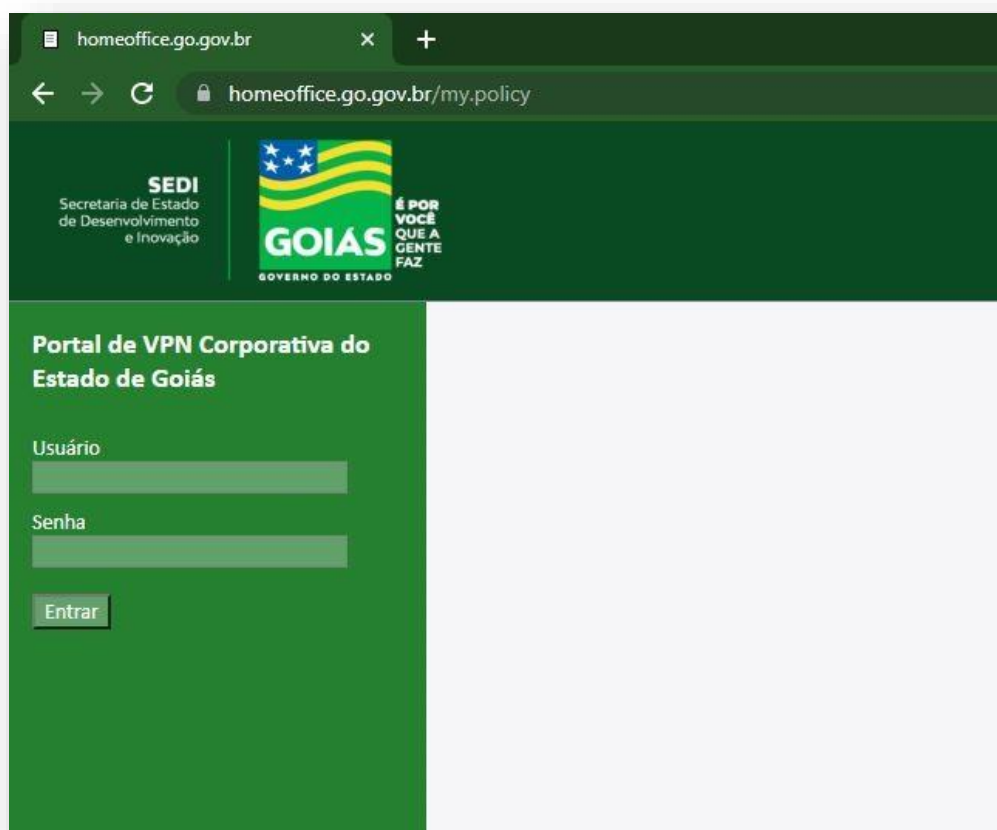 homeoffice.go.gov.br
homeoffice.go.gov.br/my.policy
SEDI
Secretaria de Estado
de Desenvolvimento
e Inovação
GOIÁS
GOVERNO DO ESTADO
É POR
VOCÊ
QUE A
GENTE
FAZ
Portal de VPN Corporativa do
Estado de Goiás
Usuário
Senha
Entrar